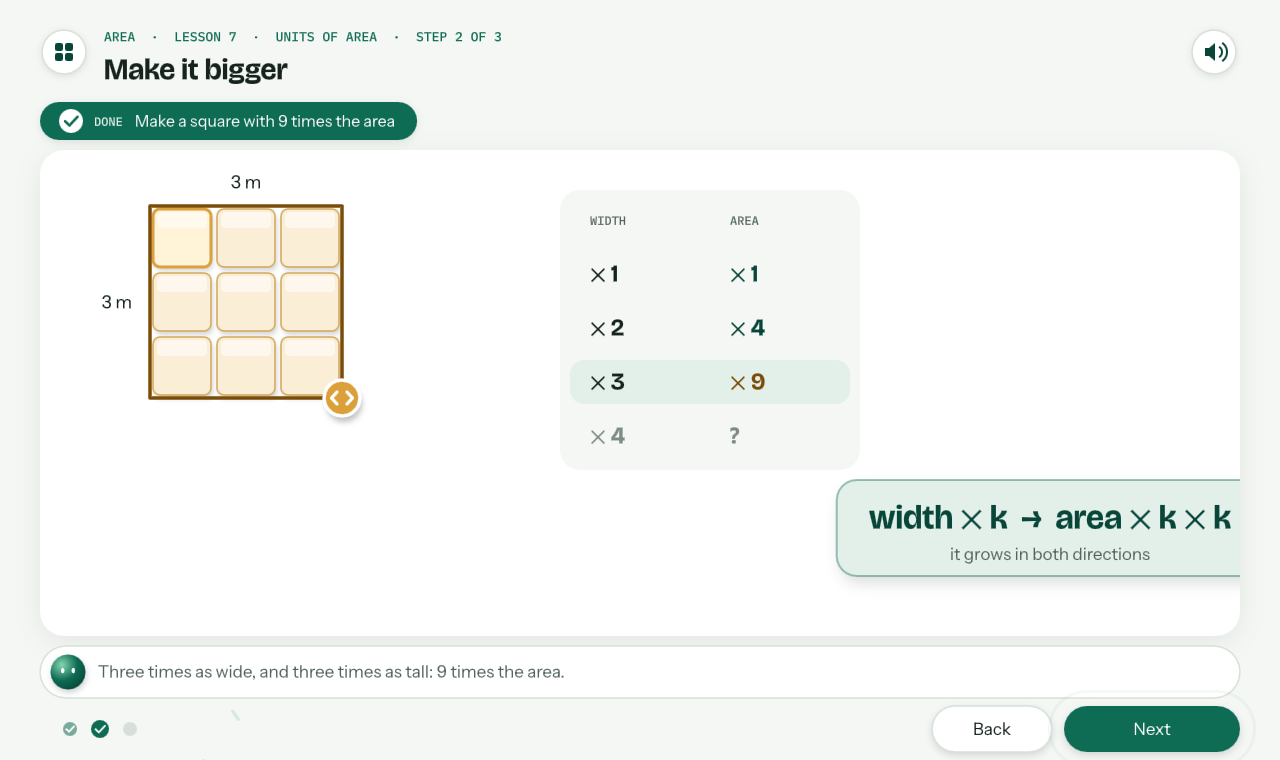 AREA · LESSON 7 · UNITS OF AREA · STEP 2 OF 3
Make it bigger
DONE Make a square with 9 times the area
3 m
3 m
WIDTH AREA
× 1 × 1
× 2 × 4
× 3 × 9
× 4 ?
width × k → area × k × k
it grows in both directions
Three times as wide, and three times as tall: 9 times the area.
Back Next